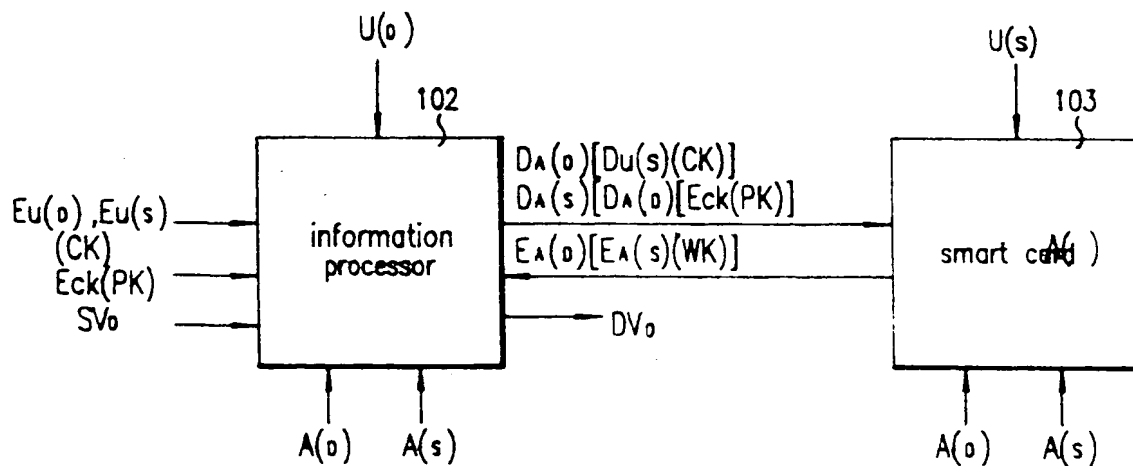 U(D)
U(s)
102
103
DA(D)[Du(s)(CK)]
DA(s)[DA(D)[Eck(PK)]
Eu(D),Eu(s)
(CK)
Eck(PK)
SVD
information
processor
EA(D)[EA(s)(WK)]
DVD
smart
A(D)
A(s)
A(D)
A(s)